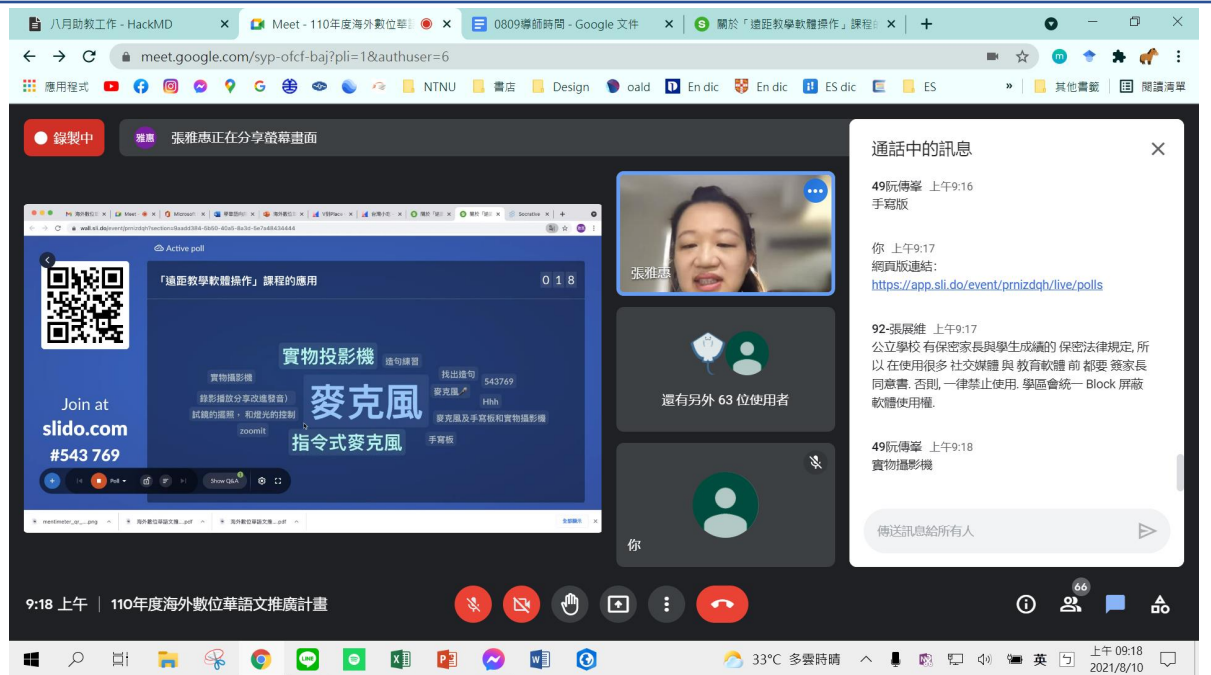 八月助教工作 - HackMD
Meet - 110年度海外數位華
0809導師時間 - Google 文件
關於「遠距教學軟體操作」課程
meet.google.com/syp-ofcf-baj?pli=1&authuser=6
應用程式
NTNU
書店
Design
oald
En dic
En dic
ES dic
ES
»
其他書籤
閱讀清單
錄製中
雅惠
張雅惠正在分享螢幕畫面
Active poll
「遠距教學軟體操作」課程的應用
018
實物投影機
造句練習
實物攝影機
找出造句
543769
錄影播放分享改進發音)
麥克風
麥克風↗
Hhh
試鏡的擺照, 和燈光的控制
麥克風及手寫板和實物攝影機
zoomit
指令式麥克風
手寫板
Join at
slido.com
#543 769
Poll
Show Q&A
全部顯示
張雅惠
還有另外 63 位使用者
你
通話中的訊息
49阮傳峯 上午9:16
手寫版
你 上午9:17
網頁版連結:
https://app.sli.do/event/prnizdqh/live/polls
92-張展維 上午9:17
公立學校 有保密家長與學生成績的 保密法律規定, 所
以 在使用很多 社交媒體 與 教育軟體 前 都要 簽家長
同意書. 否則, 一律禁止使用. 學區會統一 Block 屏蔽
軟體使用權.
49阮傳峯 上午9:18
實物攝影機
傳送訊息給所有人
9:18 上午 | 110年度海外數位華語文推廣計畫
66
33°C 多雲時晴
英
上午 09:18
2021/8/10